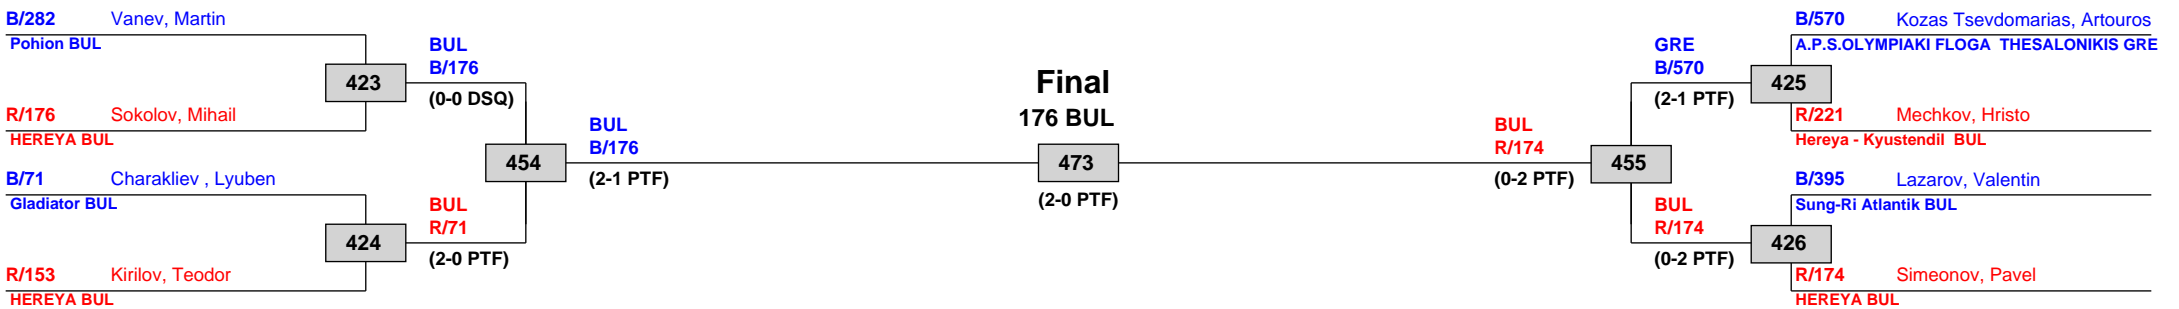 B/282 Vanev, Martin
Pohion BUL
423
R/176 Sokolov, Mihail
HEREYA BUL
B/71 Charakliev , Lyuben
Gladiator BUL
424
R/153 Kirilov, Teodor
HEREYA BUL
BUL
B/176
(0-0 DSQ)
454
BUL
R/71
(2-0 PTF)
BUL
B/176
(2-1 PTF)
Final
176 BUL
473
(2-0 PTF)
BUL
R/174
(0-2 PTF)
455
GRE
B/570
(2-1 PTF)
BUL
R/174
(0-2 PTF)
B/570 Kozas Tsevdomarias, Artouros
A.P.S.OLYMPIAKI FLOGA THESALONIKIS GRE
425
R/221 Mechkov, Hristo
Hereya - Kyustendil BUL
B/395 Lazarov, Valentin
Sung-Ri Atlantik BUL
426
R/174 Simeonov, Pavel
HEREYA BUL